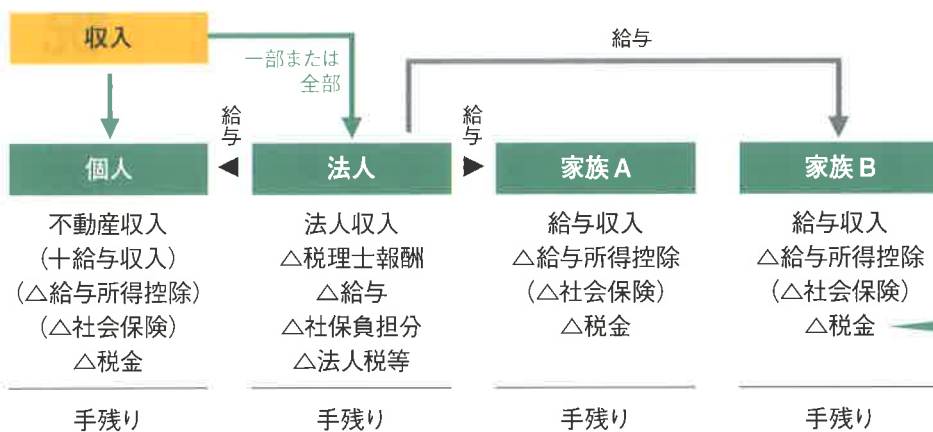 収入
一部または
全部
給与
給与
給与
個人
法人
家族A
家族B
不動産収入
(十給与収入)
(△給与所得控除)
(△社会保険)
△税金
手残り
法人収入
△税理士報酬
△給与
△社保負担分
△法人税等
手残り
給与収入
△給与所得控除
(△社会保険)
△税金
手残り
給与収入
△給与所得控除
(△社会保険)
△税金
手残り